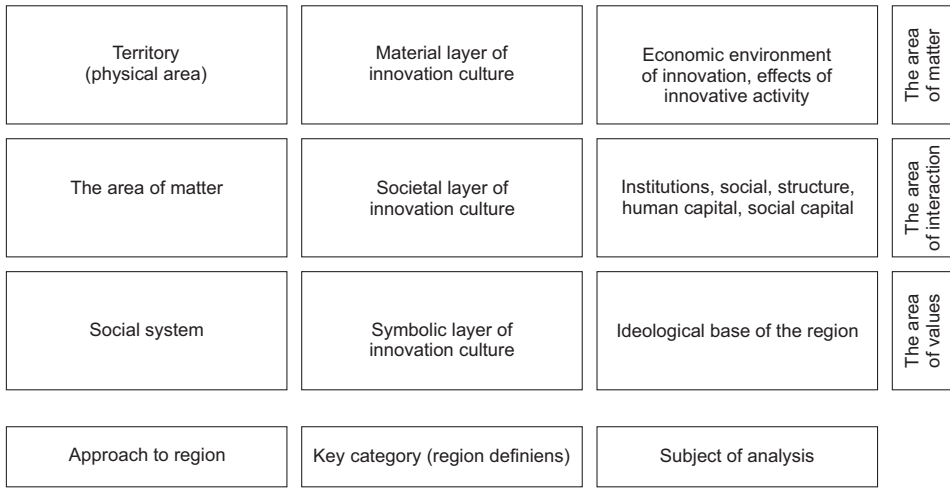 Territory
(physical area)
Material layer of
innovation culture
Economic environment
of innovation, effects of
innovative activity
The area
of matter
The area of matter
Societal layer of
innovation culture
Institutions, social, structure,
human capital, social capital
The area
of interaction
Social system
Symbolic layer of
innovation culture
Ideological base of the region
The area
of values
Approach to region
Key category (region definiens)
Subject of analysis